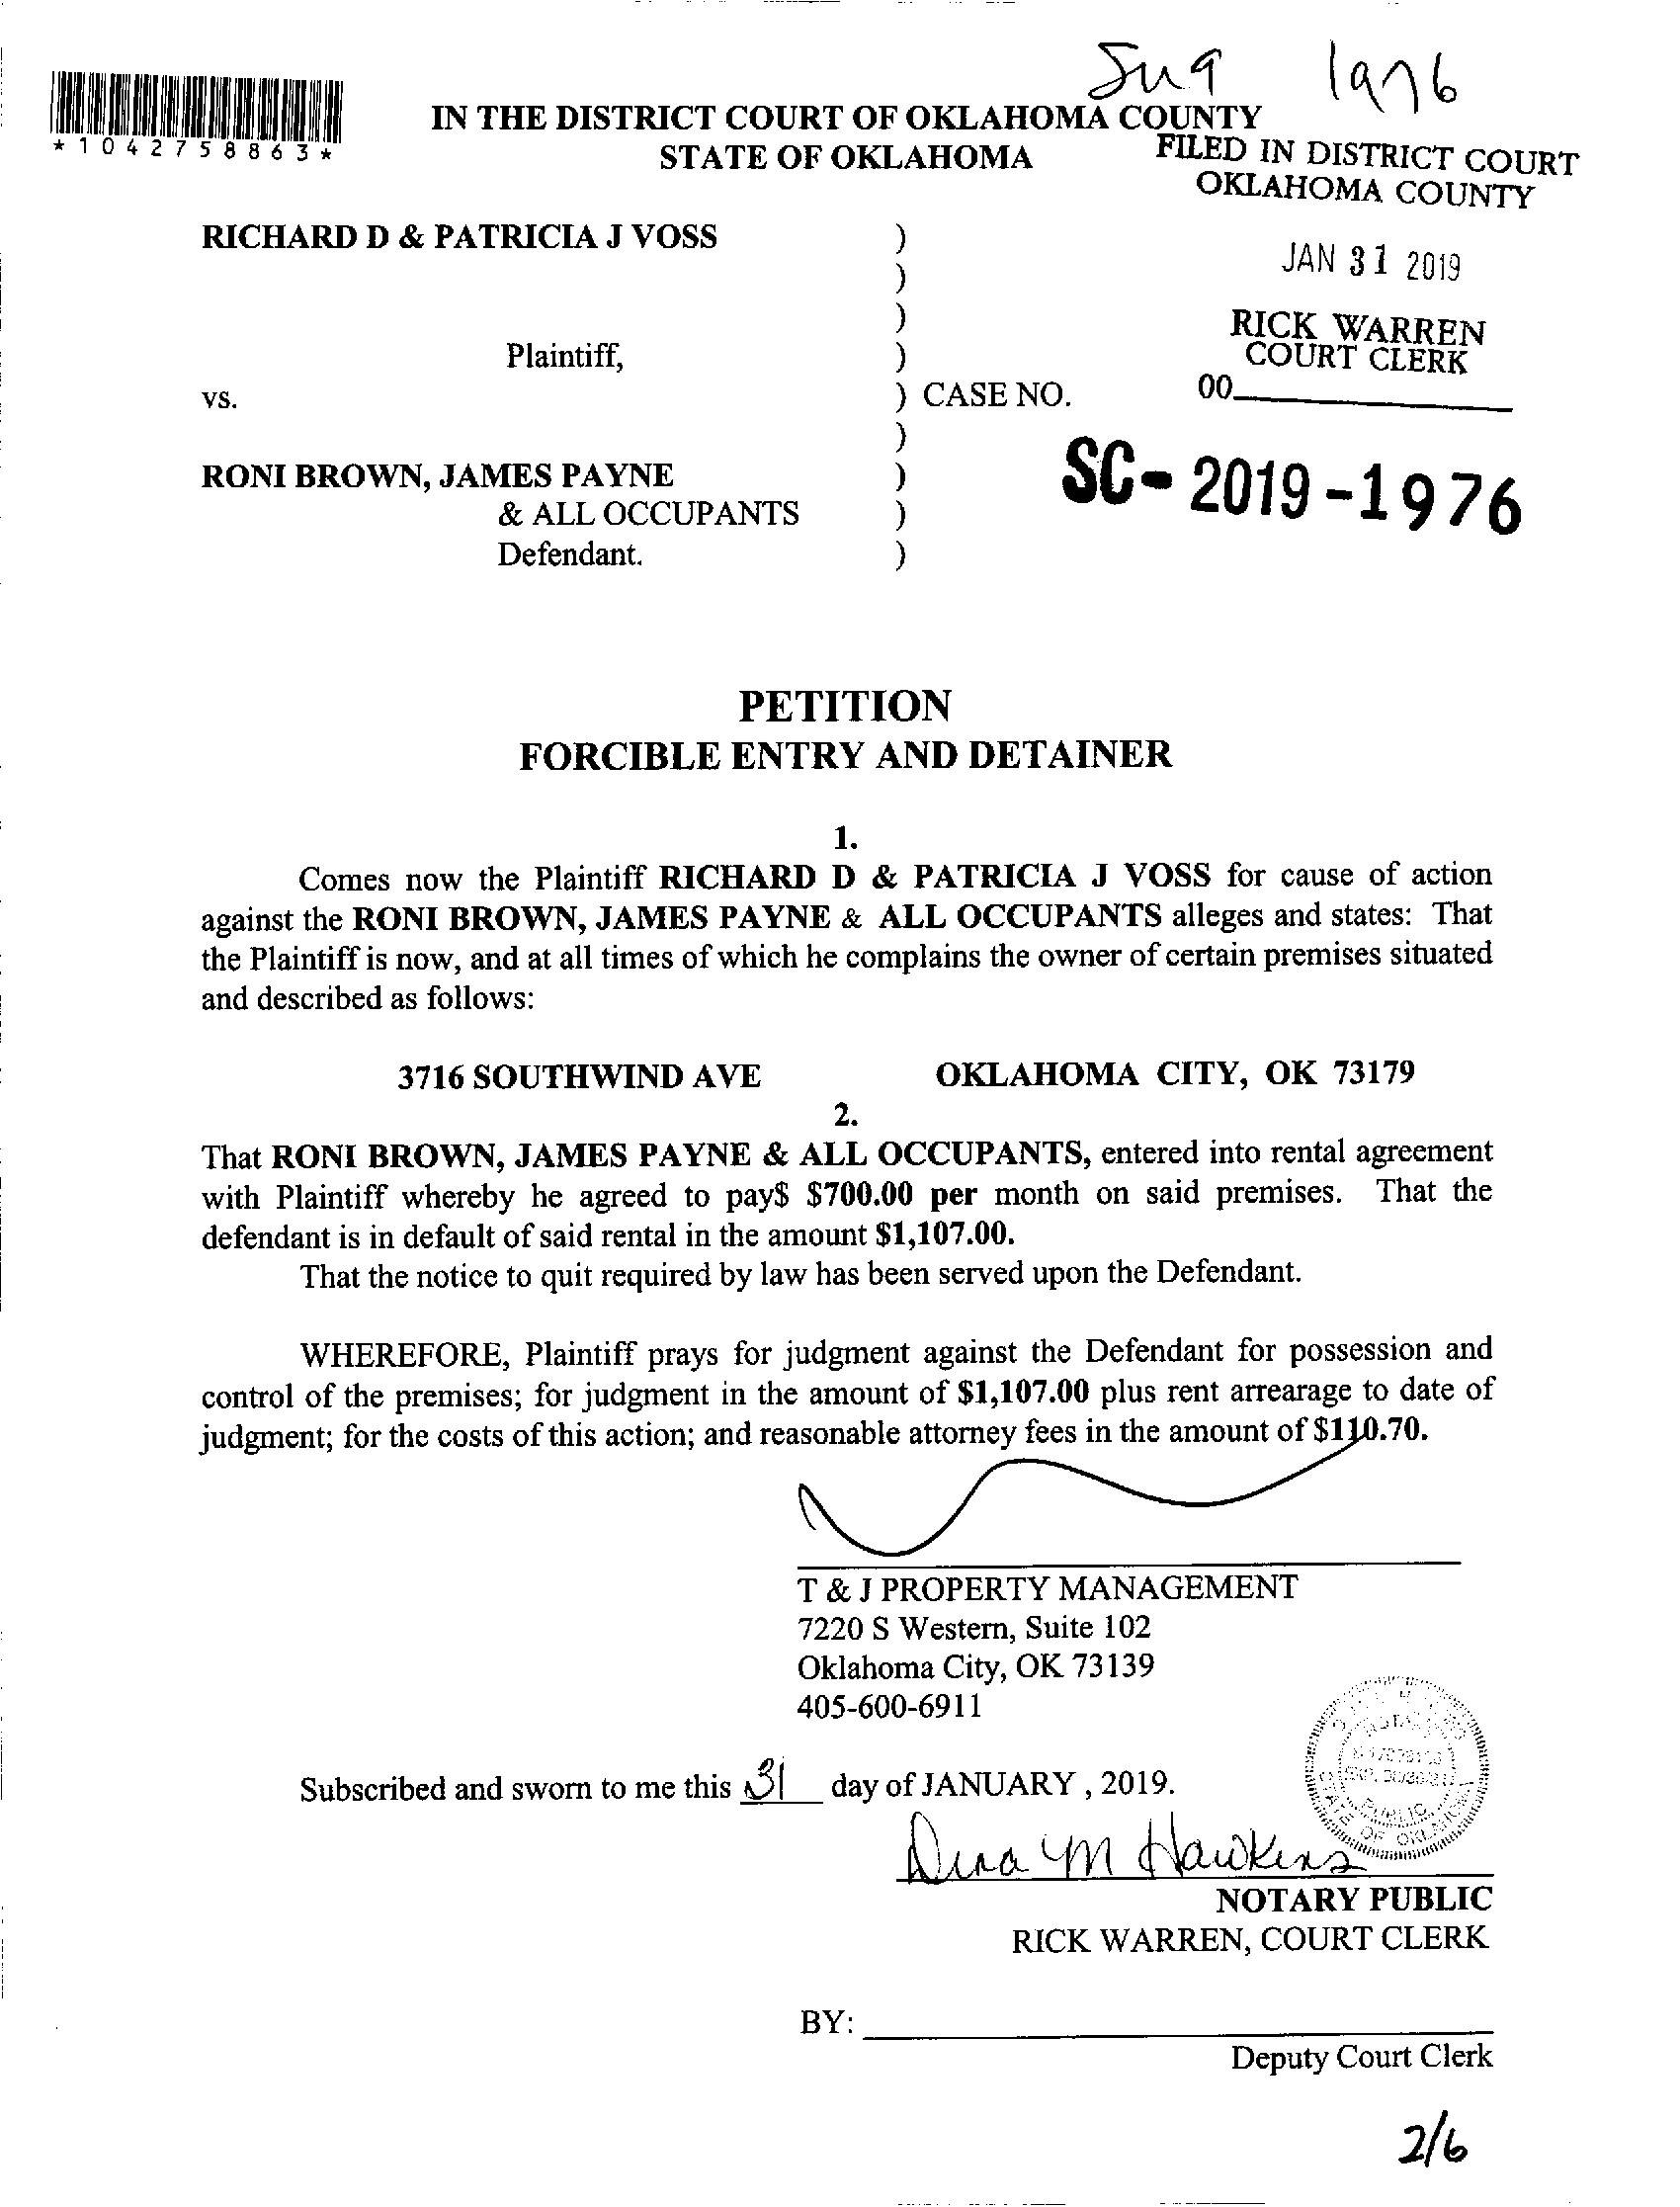 1976
IN THE DISTRICT COURT OF OKLAHOMA COUNTY
STATE OF OKLAHOMA
*1042758863*
FILED IN DISTRICT COURT
OKLAHOMA COUNTY
JAN 31 2019
RICK WARREN
COURT CLERK
00
RICHARD D & PATRICIA J VOSS )
)
)
Plaintiff, )
vs. ) CASE NO.
)
SC-2019-1976
RONI BROWN, JAMES PAYNE )
& ALL OCCUPANTS )
Defendant. )
PETITION
FORCIBLE ENTRY AND DETAINER
1.
Comes now the Plaintiff RICHARD D & PATRICIA J VOSS for cause of action
against the RONI BROWN, JAMES PAYNE & ALL OCCUPANTS alleges and states: That
the Plaintiff is now, and at all times of which he complains the owner of certain premises situated
and described as follows:
3716 SOUTHWIND AVE OKLAHOMA CITY, OK 73179
2.
That RONI BROWN, JAMES PAYNE & ALL OCCUPANTS, entered into rental agreement
with Plaintiff whereby he agreed to pay$ $700.00 per month on said premises. That the
defendant is in default of said rental in the amount $1,107.00.
That the notice to quit required by law has been served upon the Defendant.
WHEREFORE, Plaintiff prays for judgment against the Defendant for possession and
control of the premises; for judgment in the amount of $1,107.00 plus rent arrearage to date of
judgment; for the costs of this action; and reasonable attorney fees in the amount of $110.70.
T & J PROPERTY MANAGEMENT
7220 S Western, Suite 102
Oklahoma City, OK 73139
405-600-6911
Subscribed and sworn to me this 31 day of JANUARY , 2019.
PUBLIC
OF
M Hawkins
NOTARY PUBLIC
RICK WARREN, COURT CLERK
BY:
Deputy Court Clerk
2/6